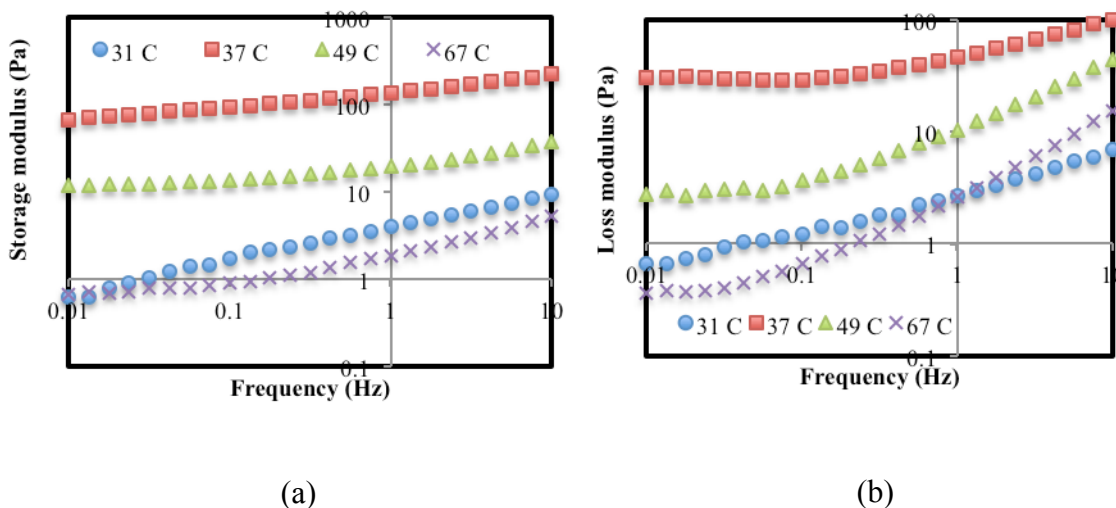 Storage modulus (Pa)
1000
31 C 37 C 49 C 67 C
100
10
1
0.01 0.1 1 10
0.1
Frequency (Hz)
(a)
Loss modulus (Pa)
100
10
1
0.01 0.1 1
31 C 37 C 49 C 67 C
0.1
Frequency (Hz)
(b)